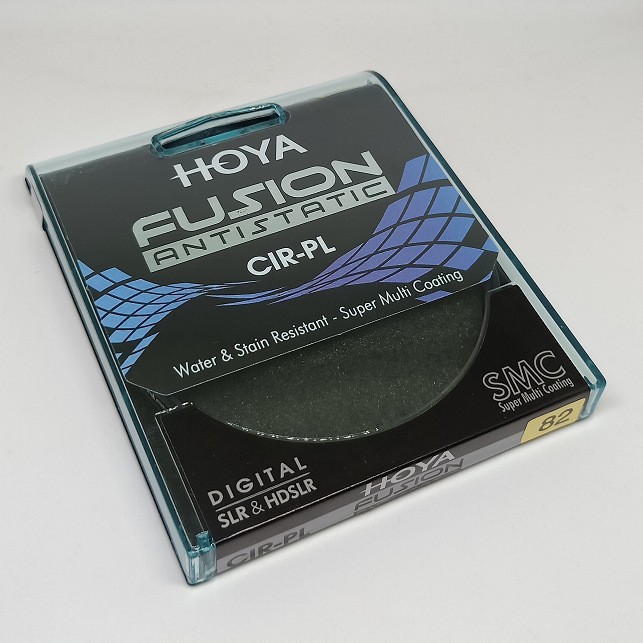 HOYA
FUSION
ANTISTATIC
CIR-PL
Water & Stain Resistant - Super Multi Coating
SMC
Super Multi Coating
DIGITAL
SLR & HDSLR
82
HOYA
FUSION
CIR-PL